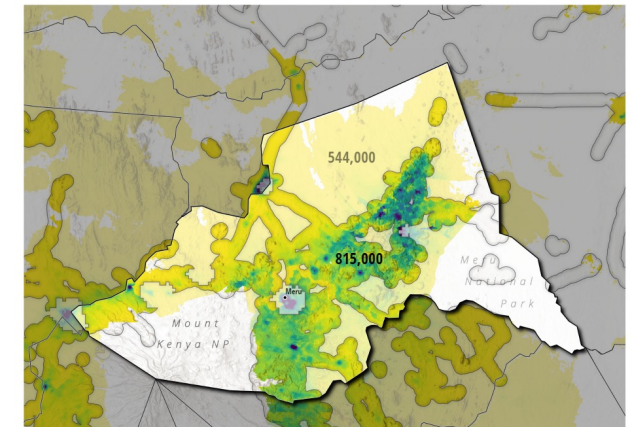 544,000
815,000
Meru
Meru
National
Park
Mount
Kenya NP